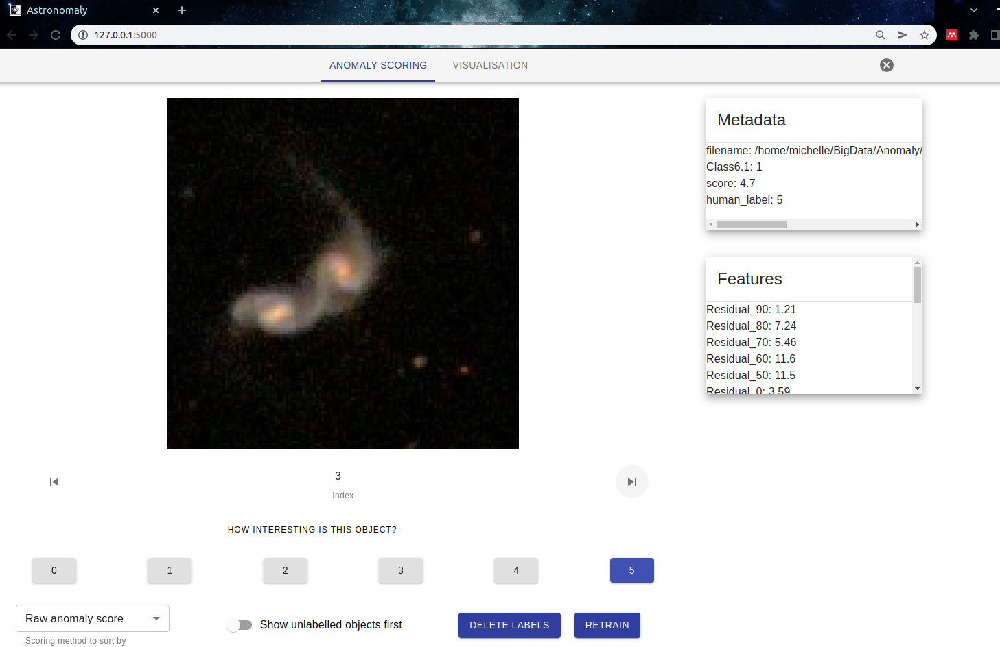 Astronomaly
127.0.0.1:5000
ANOMALY SCORING
VISUALISATION
Metadata
filename: /home/michelle/BigData/Anomaly/
Class6.1: 1
score: 4.7
human_label: 5
Features
Residual_90: 1.21
Residual_80: 7.24
Residual_70: 5.46
Residual_60: 11.6
Residual_50: 11.5
Residual_0: 3.59
3
Index
HOW INTERESTING IS THIS OBJECT?
0
1
2
3
4
5
Raw anomaly score
Scoring method to sort by
Show unlabelled objects first
DELETE LABELS
RETRAIN